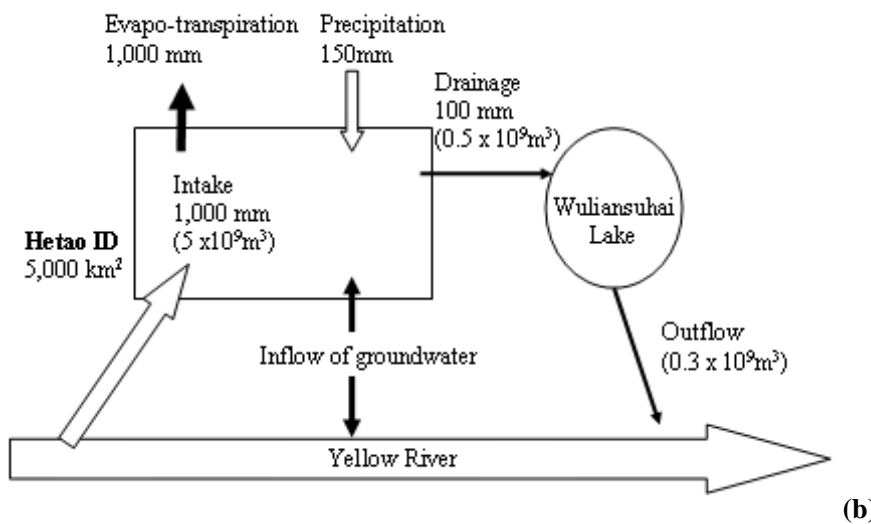 Evapo-transpiration
1,000 mm
Precipitation
150mm
Drainage
100 mm
(0.5 x 10⁹m³)
Intake
1,000 mm
(5 x10⁹m³)
Hetao ID
5,000 km²
Wuliansuhai
Lake
Inflow of groundwater
Outflow
(0.3 x 10⁹m³)
Yellow River
(b)